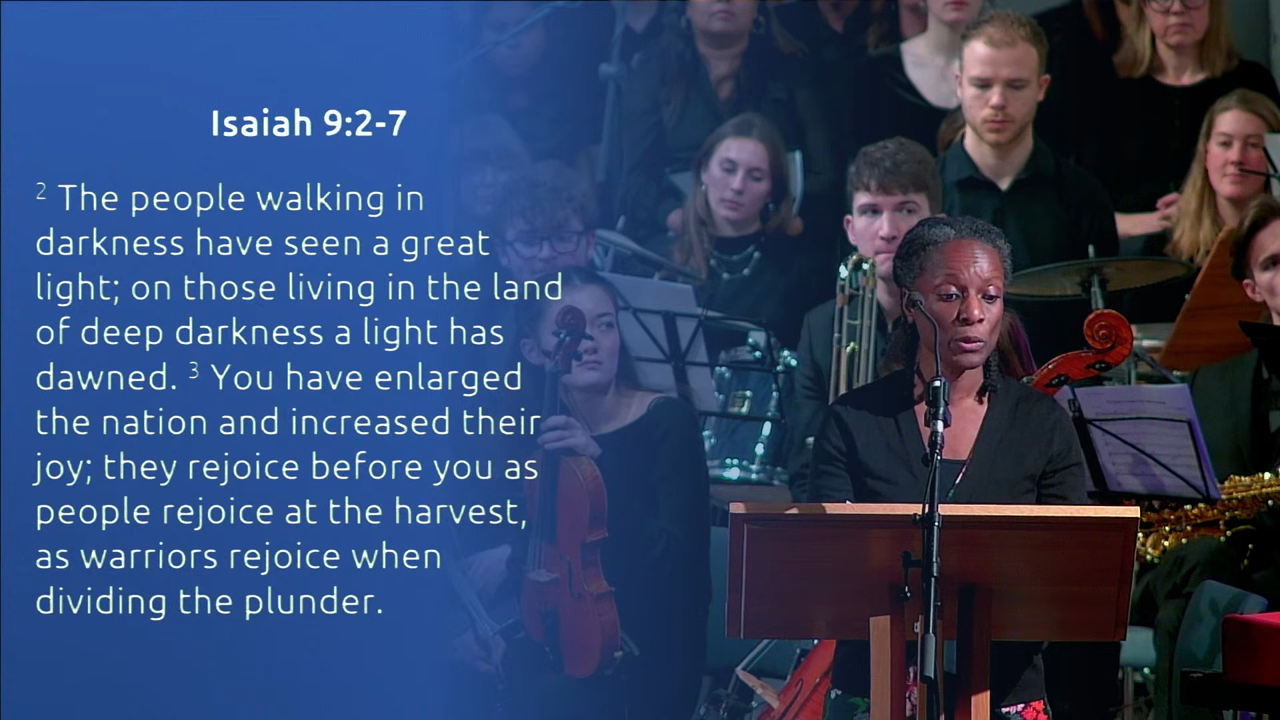 Isaiah 9:2-7
² The people walking in
darkness have seen a great
light; on those living in the land
of deep darkness a light has
dawned. ³ You have enlarged
the nation and increased their
joy; they rejoice before you as
people rejoice at the harvest,
as warriors rejoice when
dividing the plunder.